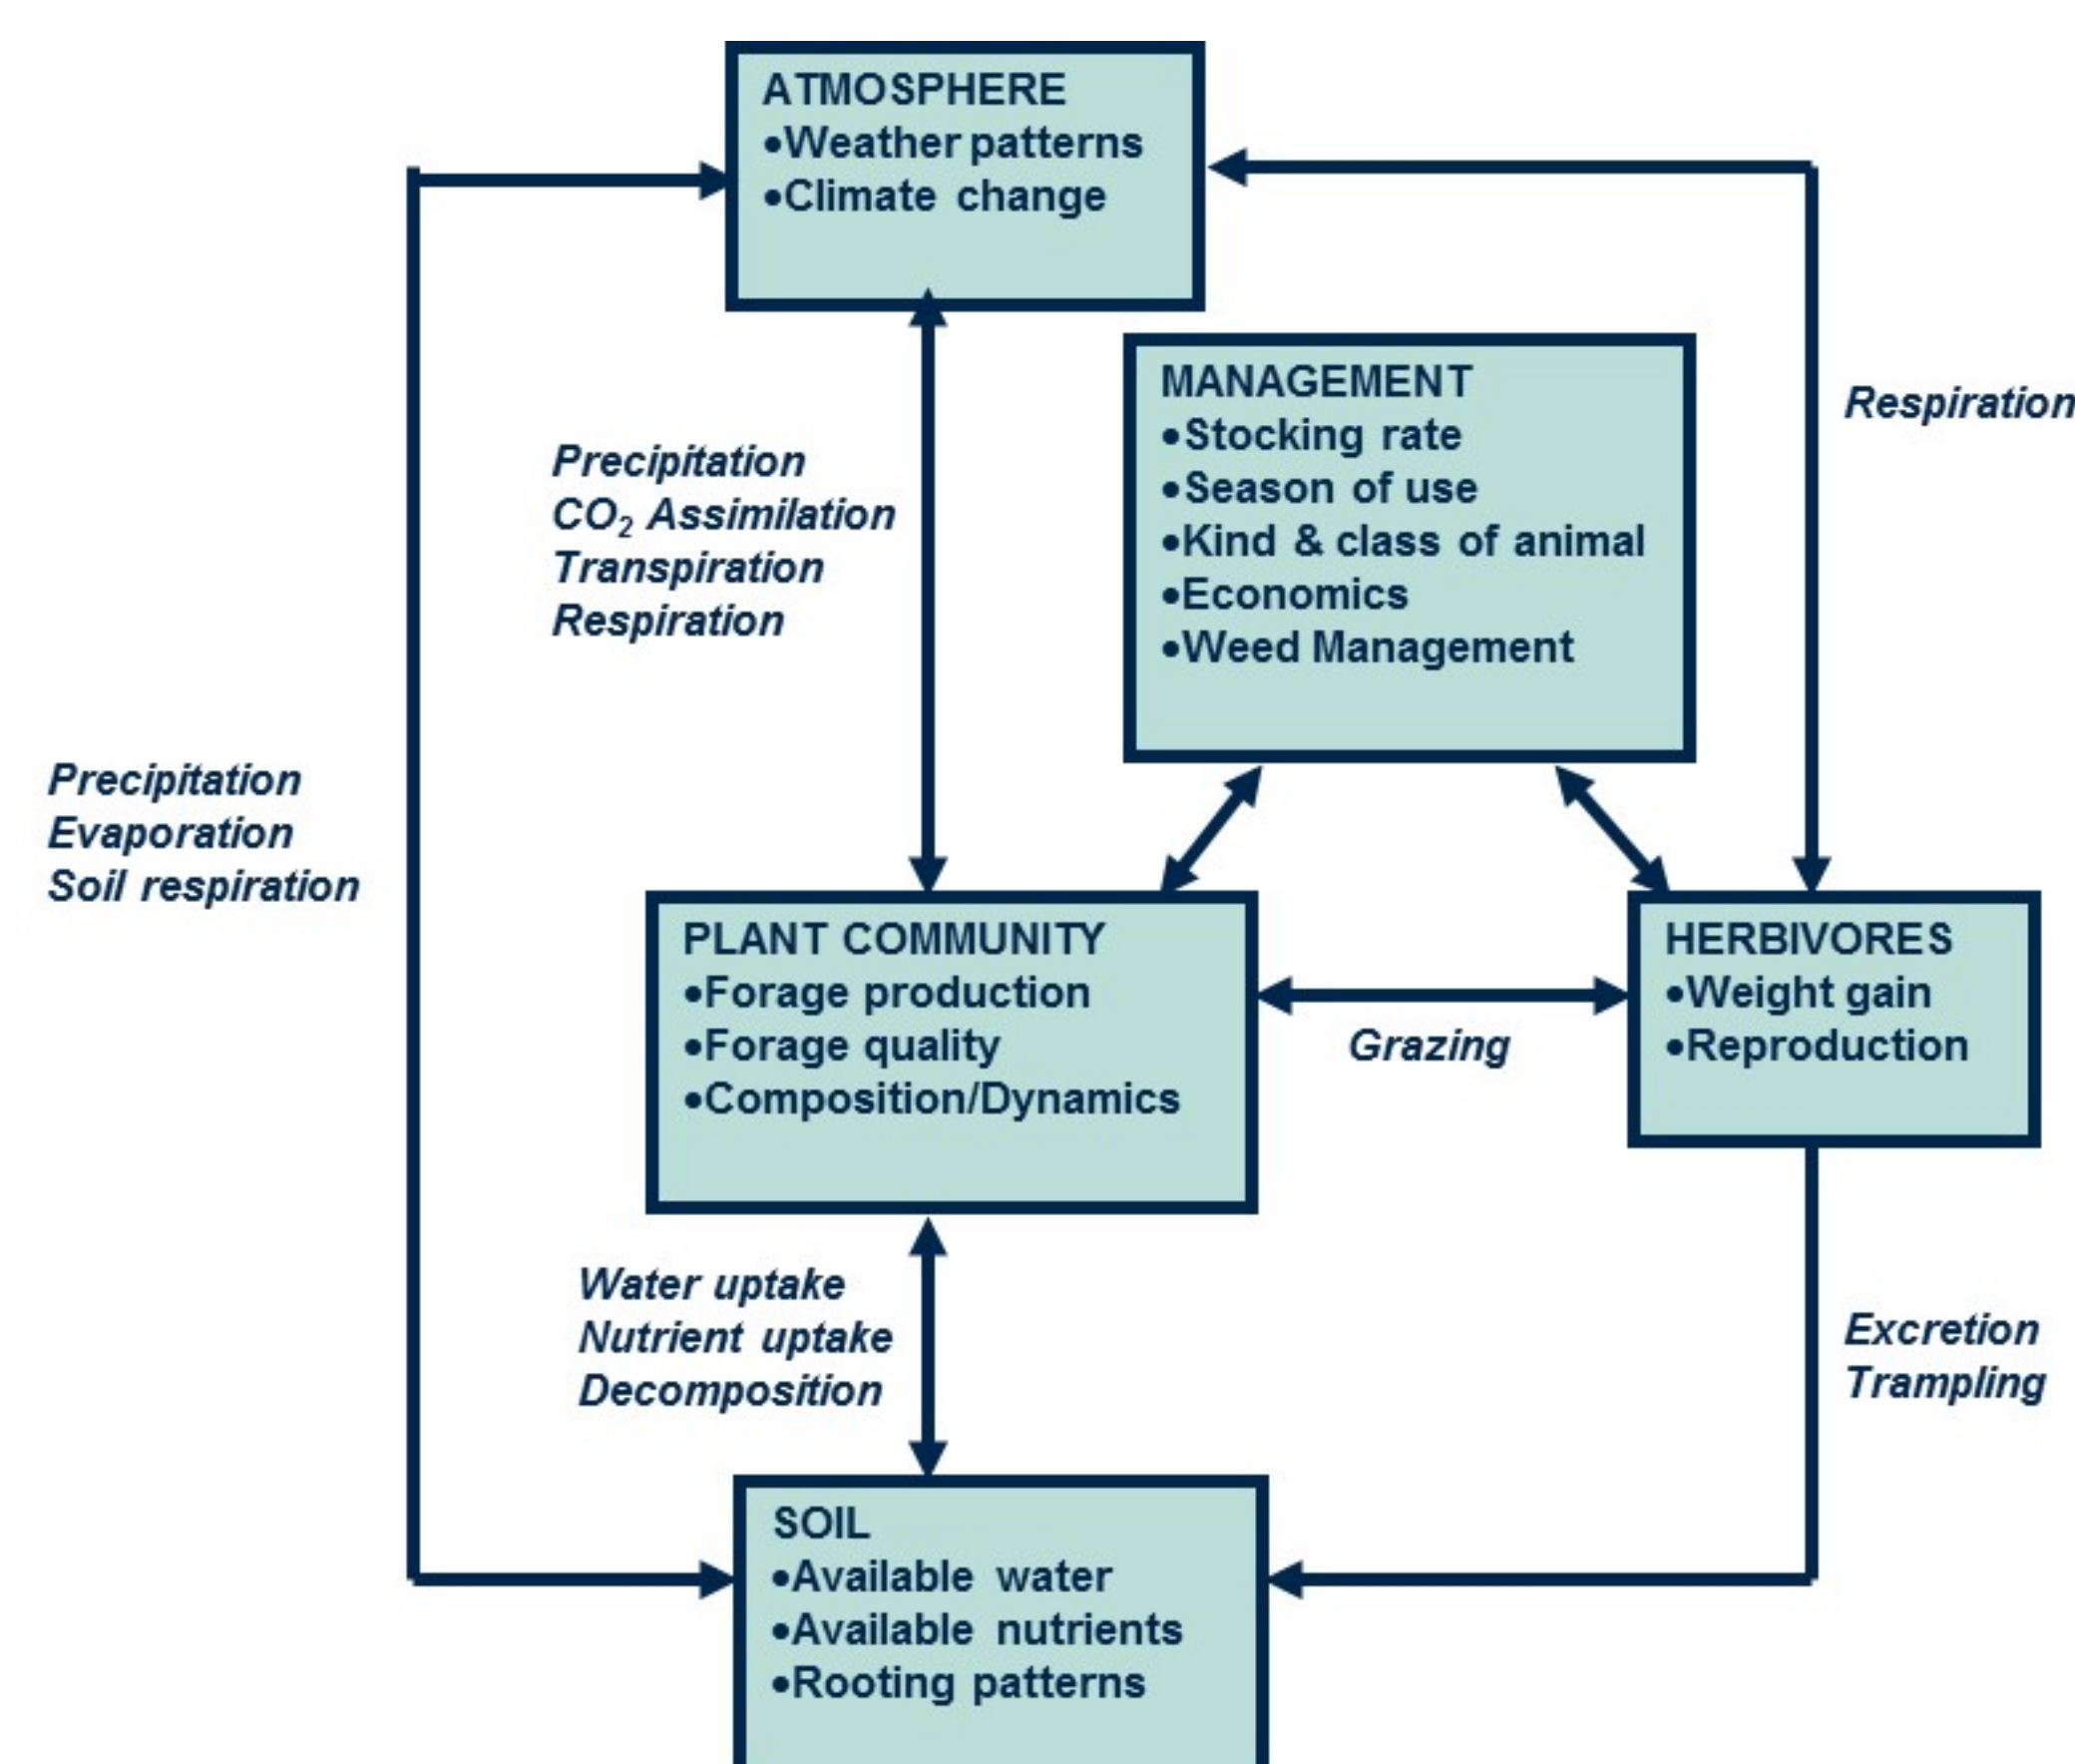 ATMOSPHERE
•Weather patterns
•Climate change
MANAGEMENT
•Stocking rate
•Season of use
•Kind & class of animal
•Economics
•Weed Management
Respiration
Precipitation
CO₂ Assimilation
Transpiration
Respiration
Precipitation
Evaporation
Soil respiration
PLANT COMMUNITY
•Forage production
•Forage quality
•Composition/Dynamics
Grazing
HERBIVORES
•Weight gain
•Reproduction
Water uptake
Nutrient uptake
Decomposition
Excretion
Trampling
SOIL
•Available water
•Available nutrients
•Rooting patterns